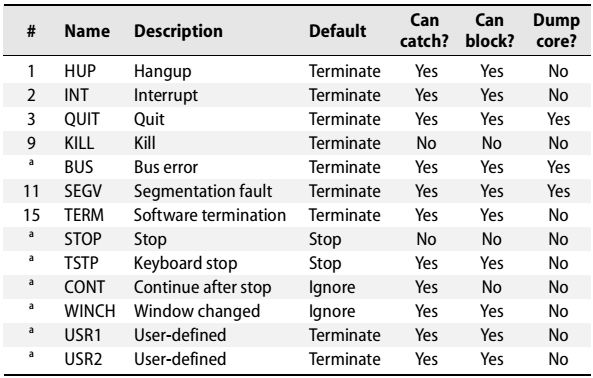 # Name Description Default Can catch? Can block? Dump core?
1 HUP Hangup Terminate Yes Yes No
2 INT Interrupt Terminate Yes Yes No
3 QUIT Quit Terminate Yes Yes Yes
9 KILL Kill Terminate No No No
a BUS Bus error Terminate Yes Yes Yes
11 SEGV Segmentation fault Terminate Yes Yes Yes
15 TERM Software termination Terminate Yes Yes No
a STOP Stop Stop No No No
a TSTP Keyboard stop Stop Yes Yes No
a CONT Continue after stop Ignore Yes No No
a WINCH Window changed Ignore Yes Yes No
a USR1 User-defined Terminate Yes Yes No
a USR2 User-defined Terminate Yes Yes No